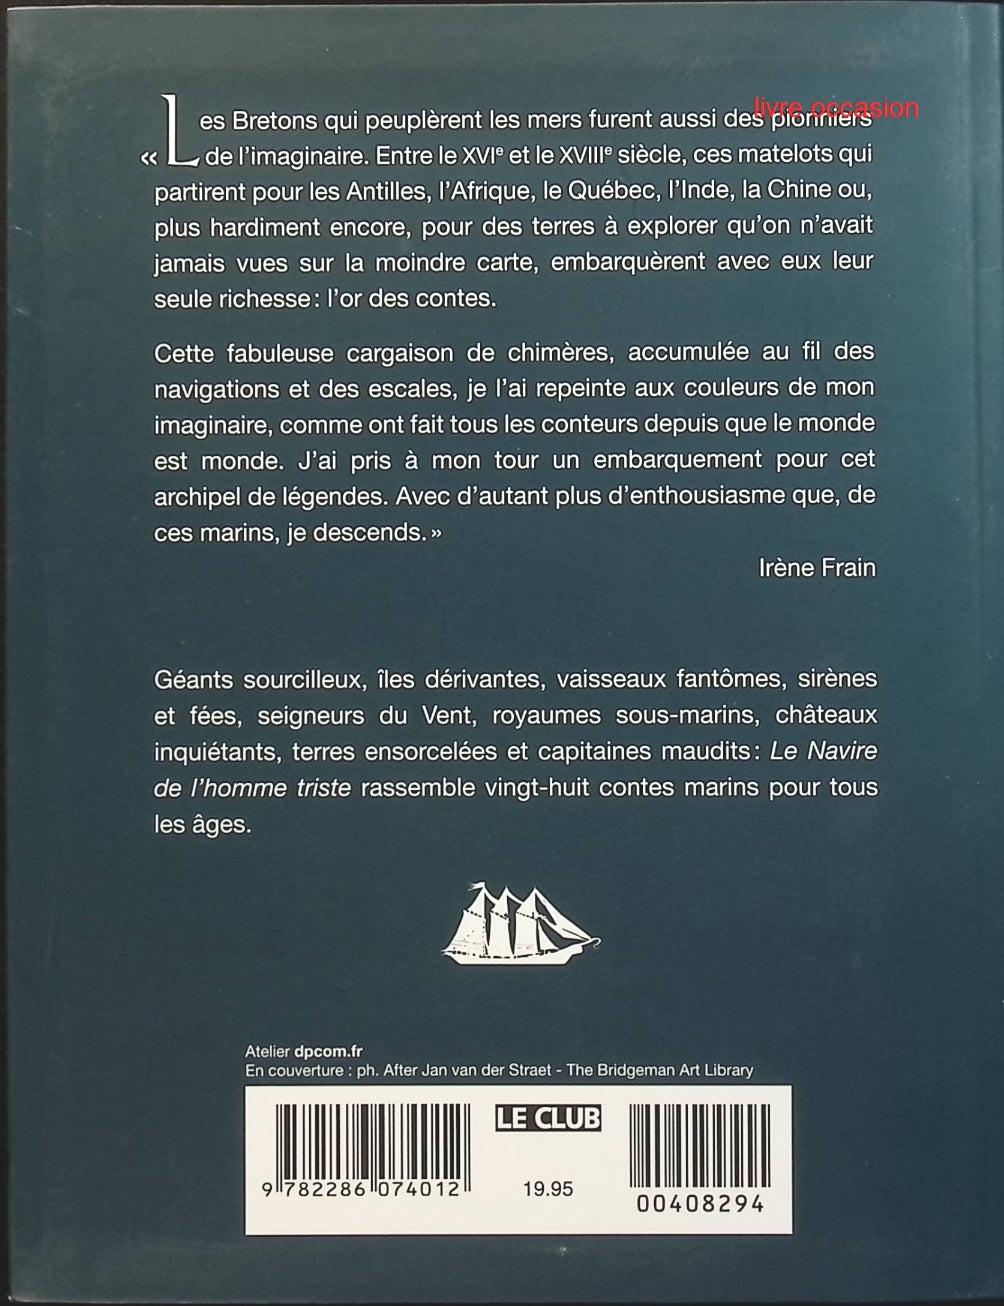 livre occasion
Les Bretons qui peuplèrent les mers furent aussi des pionniers
« de l'imaginaire. Entre le XVIe et le XVIIIe siècle, ces matelots qui
partirent pour les Antilles, l'Afrique, le Québec, l'Inde, la Chine ou,
plus hardiment encore, pour des terres à explorer qu'on n'avait
jamais vues sur la moindre carte, embarquèrent avec eux leur
seule richesse : l'or des contes.
Cette fabuleuse cargaison de chimères, accumulée au fil des
navigations et des escales, je l'ai repeinte aux couleurs de mon
imaginaire, comme ont fait tous les conteurs depuis que le monde
est monde. J'ai pris à mon tour un embarquement pour cet
archipel de légendes. Avec d'autant plus d'enthousiasme que, de
ces marins, je descends. »
Irène Frain
Géants sourcilleux, îles dérivantes, vaisseaux fantômes, sirènes
et fées, seigneurs du Vent, royaumes sous-marins, châteaux
inquiétants, terres ensorcelées et capitaines maudits : Le Navire
de l'homme triste rassemble vingt-huit contes marins pour tous
les âges.
Atelier dpcom.fr
En couverture : ph. After Jan van der Straet - The Bridgeman Art Library
LE CLUB
9 782286 074012
19.95
00408294